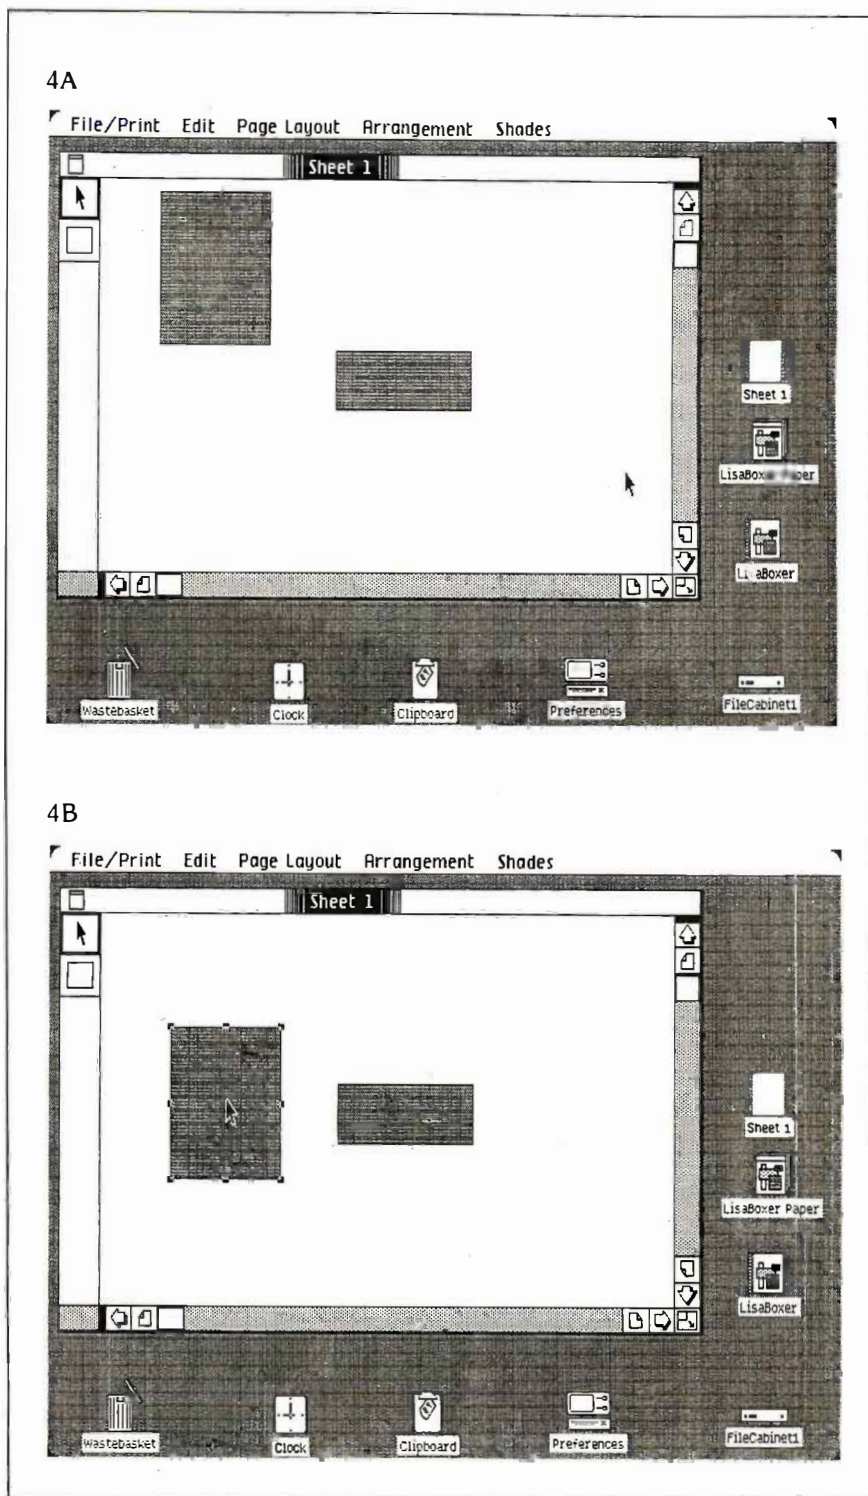 4A
File/Print Edit Page Layout Arrangement Shades
Sheet 1
Sheet 1
LisaBoxer
Wastebasket
Clock
Clipboard
Preferences
FileCabinet1
4B
File/Print Edit Page Layout Arrangement Shades
Sheet 1
Sheet 1
LisaBoxer Paper
LisaBoxer
Wastebasket
Clock
Clipboard
Preferences
FileCabinet1